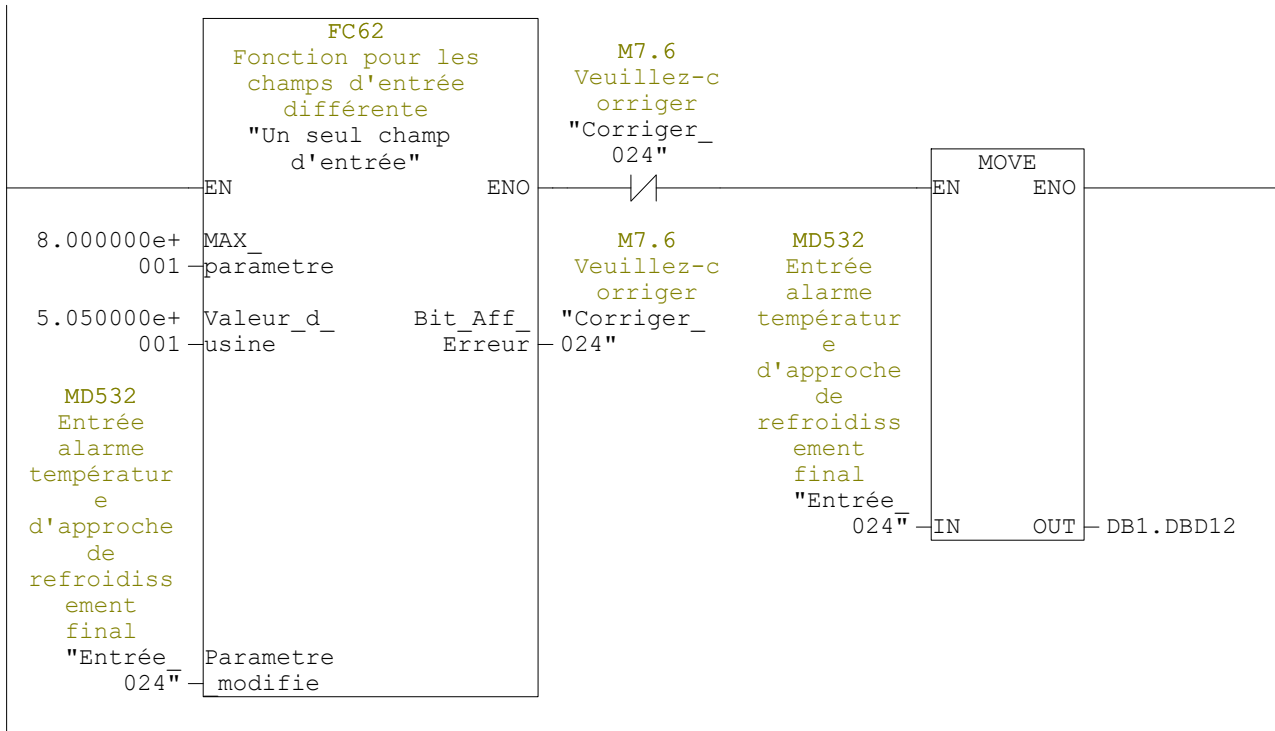 FC62
Fonction pour les
champs d'entrée
différente
"Un seul champ
d'entrée"
EN
ENO
8.000000e+
001
MAX_
parametre
5.050000e+
001
Valeur_d_
usine
Bit_Aff_
Erreur
MD532
Entrée
alarme
températur
e
d'approche
de
refroidiss
ement
final
"Entrée_
024"
Parametre
_modifie
M7.6
Veuillez-c
orriger
"Corriger_
024"
M7.6
Veuillez-c
orriger
"Corriger_
024"
MOVE
EN
ENO
MD532
Entrée
alarme
températur
e
d'approche
de
refroidiss
ement
final
"Entrée_
024"
IN
OUT
DB1.DBD12